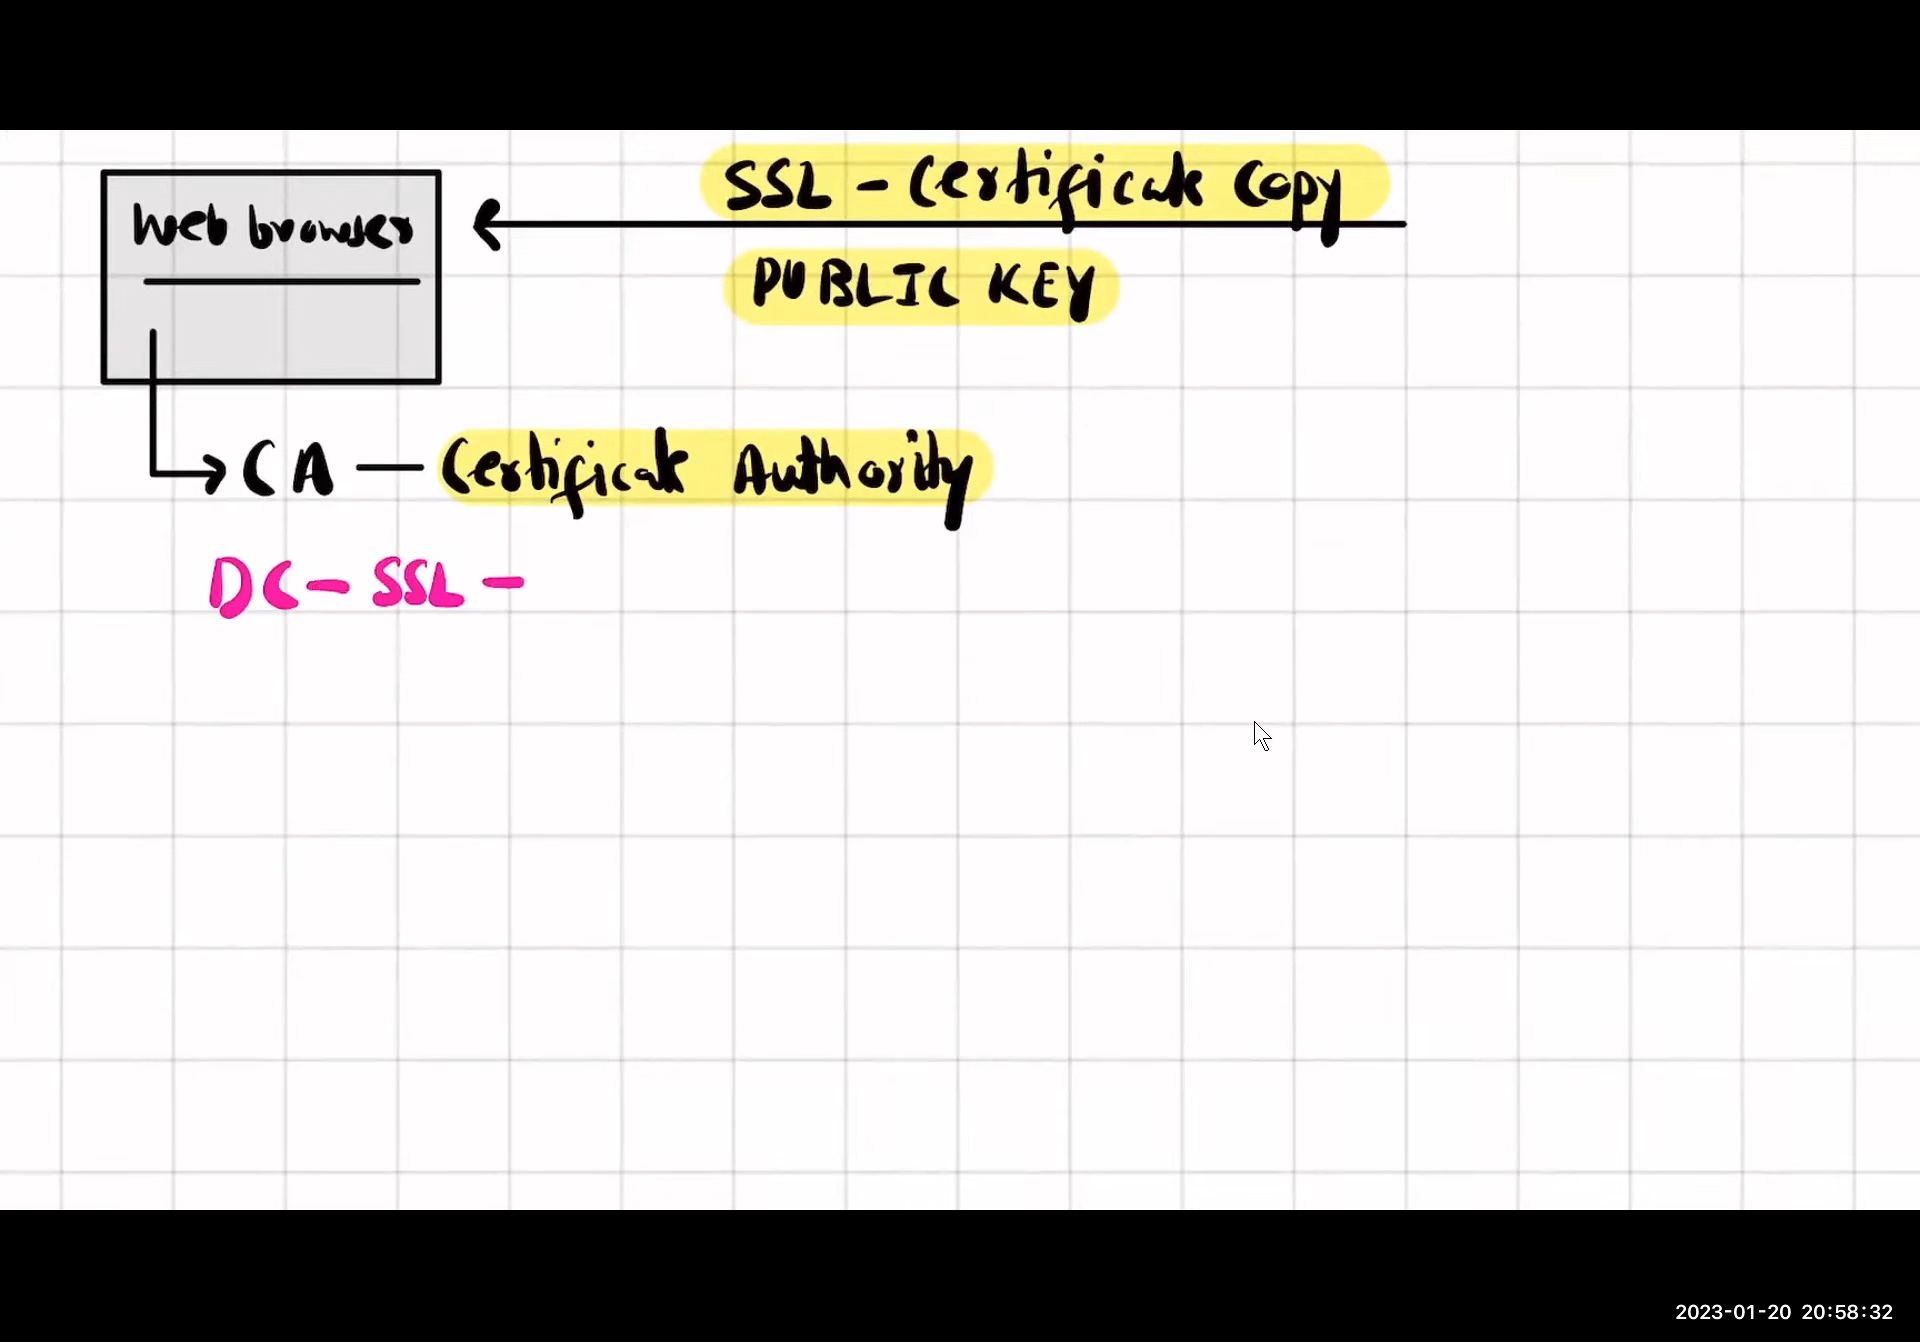 SSL - Certificate Copy
Web browser
PUBLIC KEY
CA — Certificate Authority
DC - SSL -
2023-01-20 20:58:32